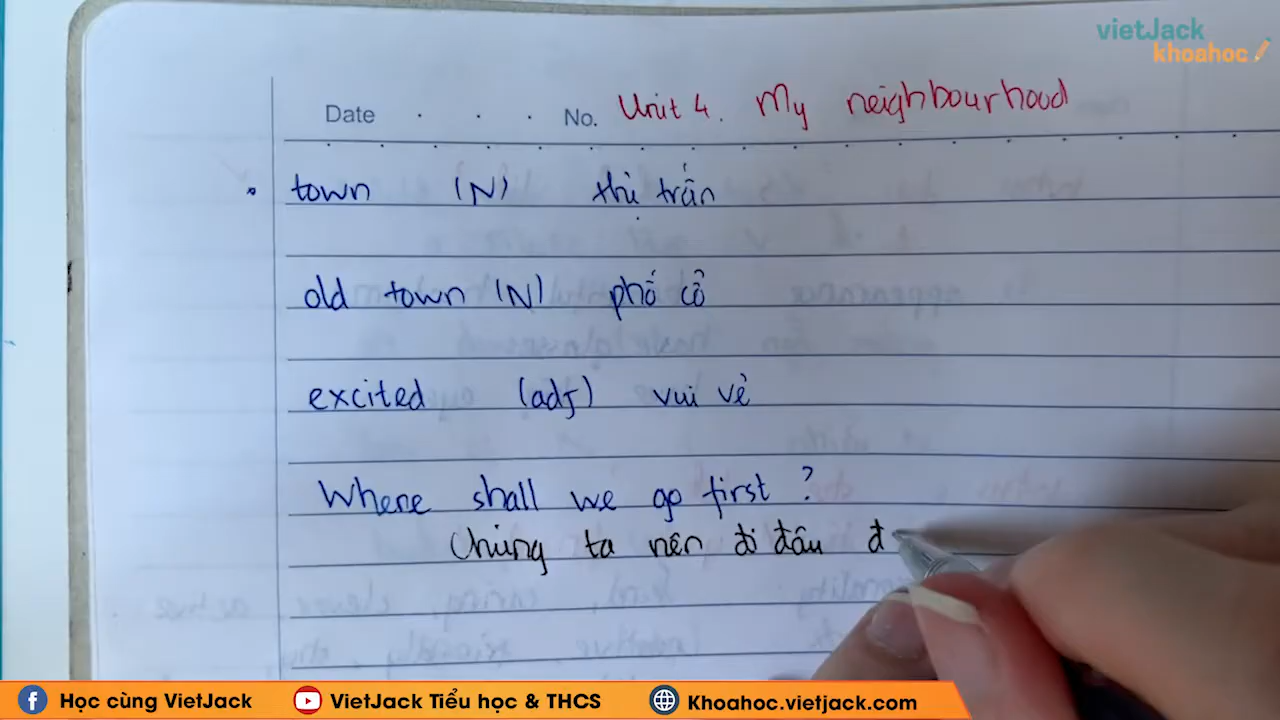 vietJack
khoahoc
Date . . . No. Unit 4. My neighbourhood
town (N) thị trấn
old town (N) phố cổ
excited (adj) vui vẻ
Where shall we go first ?
Chúng ta nên đi đâu đ
Học cùng VietJack VietJack Tiểu học & THCS Khoahoc.vietjack.com